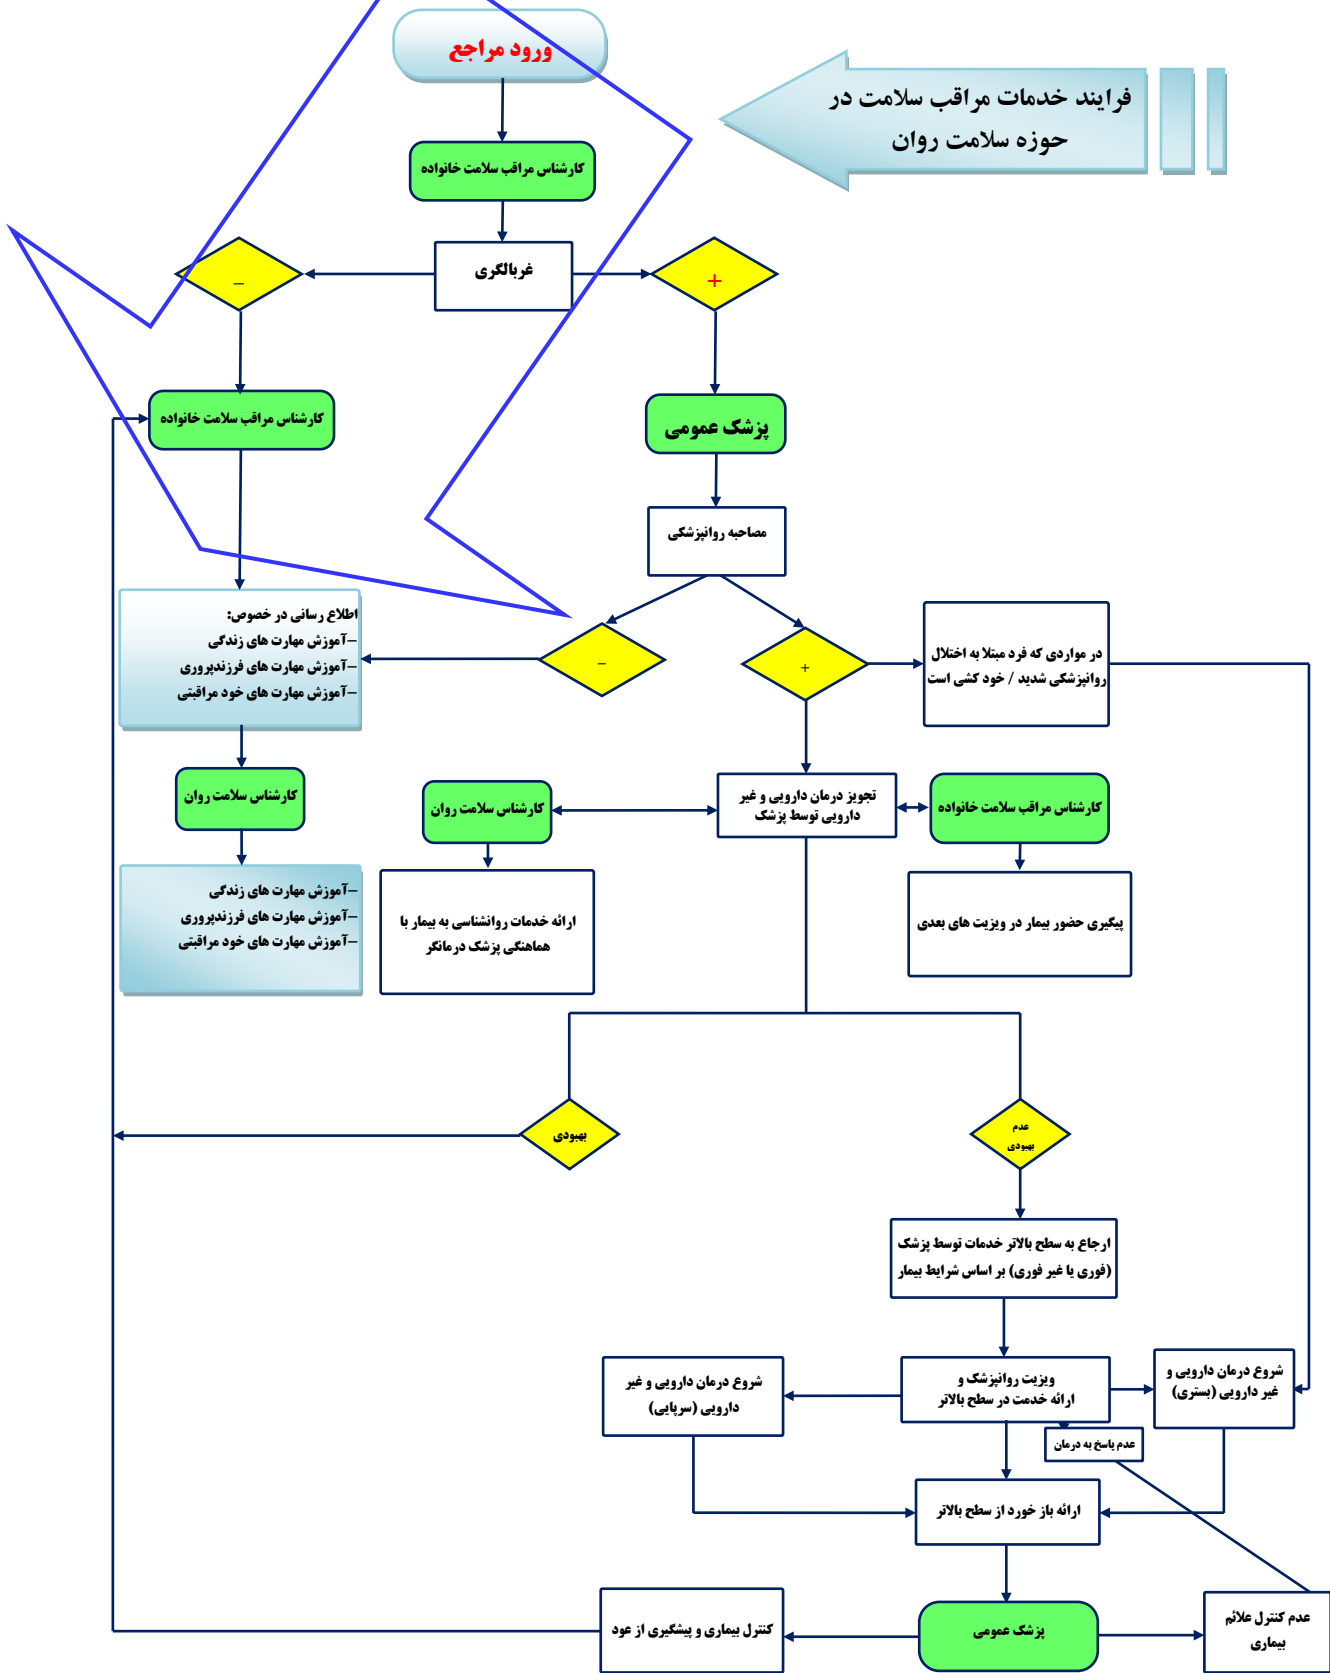 ورود مراجع
فرایند خدمات مراقب سلامت در
حوزه سلامت روان
کارشناس مراقب سلامت خانواده
غربالگری
–
+
کارشناس مراقب سلامت خانواده
پزشک عمومی
مصاحبه روانپزشکی
اطلاع رسانی در خصوص:
–آموزش مهارت های زندگی
–آموزش مهارت های فرزندپروری
–آموزش مهارت های خود مراقبتی
–
+
در مواردی که فرد مبتلا به اختلال
روانپزشکی شدید / خود کشی است
کارشناس سلامت روان
کارشناس سلامت روان
تجویز درمان دارویی و غیر
دارویی توسط پزشک
کارشناس مراقب سلامت خانواده
–آموزش مهارت های زندگی
–آموزش مهارت های فرزندپروری
–آموزش مهارت های خود مراقبتی
ارائه خدمات روانشناسی به بیمار با
هماهنگی پزشک درمانگر
پیگیری حضور بیمار در ویزیت های بعدی
بهبودی
عدم
بهبودی
ارجاع به سطح بالاتر خدمات توسط پزشک
(فوری یا غیر فوری) بر اساس شرایط بیمار
شروع درمان دارویی و غیر
دارویی (سرپایی)
ویزیت روانپزشک و
ارائه خدمت در سطح بالاتر
شروع درمان دارویی و
غیر دارویی (بستری)
عدم پاسخ به درمان
ارائه باز خورد از سطح بالاتر
کنترل بیماری و پیشگیری از عود
پزشک عمومی
عدم کنترل علائم
بیماری